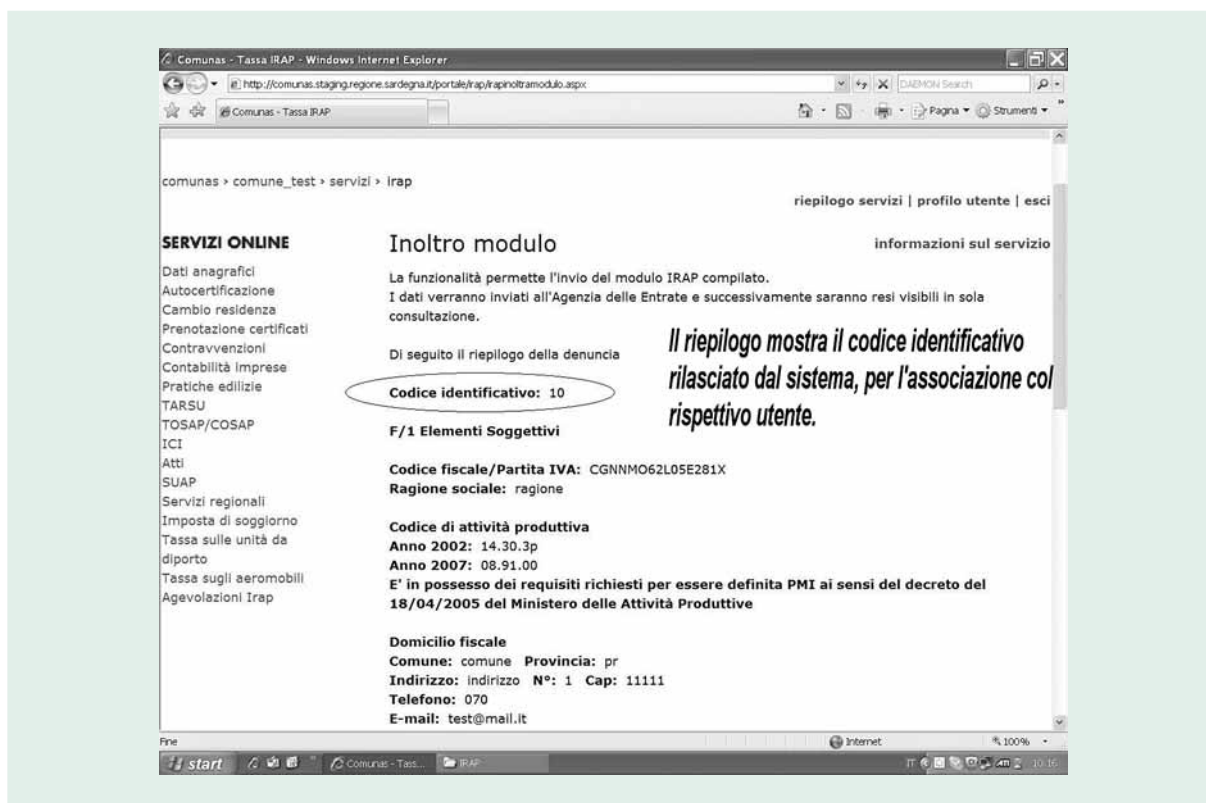 Comunas - Tassa IRAP - Windows Internet Explorer
http://comunas.staging.regione.sardegna.it/portale/irap/irapinoltramodulo.aspx
DAEMON Search
Comunas - Tassa IRAP
Pagina
Strumenti
comunas > comune_test > servizi > irap
riepilogo servizi | profilo utente | esci
SERVIZI ONLINE
Dati anagrafici
Autocertificazione
Cambio residenza
Prenotazione certificati
Contravvenzioni
Contabilità imprese
Pratiche edilizie
TARSU
TOSAP/COSAP
ICI
Atti
SUAP
Servizi regionali
Imposta di soggiorno
Tassa sulle unità da
diporto
Tassa sugli aeromobili
Agevolazioni Irap
Inoltro modulo
informazioni sul servizio
La funzionalità permette l'invio del modulo IRAP compilato.
I dati verranno inviati all'Agenzia delle Entrate e successivamente saranno resi visibili in sola
consultazione.
Di seguito il riepilogo della denuncia
Il riepilogo mostra il codice identificativo
rilasciato dal sistema, per l'associazione col
rispettivo utente.
Codice identificativo: 10
F/1 Elementi Soggettivi
Codice fiscale/Partita IVA: CGNNMO62L05E281X
Ragione sociale: ragione
Codice di attività produttiva
Anno 2002: 14.30.3p
Anno 2007: 08.91.00
E' in possesso dei requisiti richiesti per essere definita PMI ai sensi del decreto del
18/04/2005 del Ministero delle Attività Produttive
Domicilio fiscale
Comune: comune Provincia: pr
Indirizzo: indirizzo N°: 1 Cap: 11111
Telefono: 070
E-mail: test@mail.it
Fine
Internet
100%
start
Comunas - Tass...
IRAP
IT
10.16